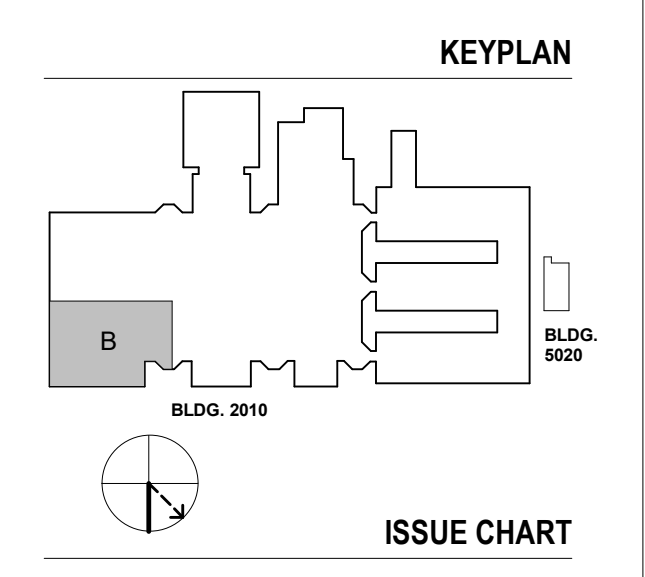 KEYPLAN
B
BLDG.
5020
BLDG. 2010
ISSUE CHART